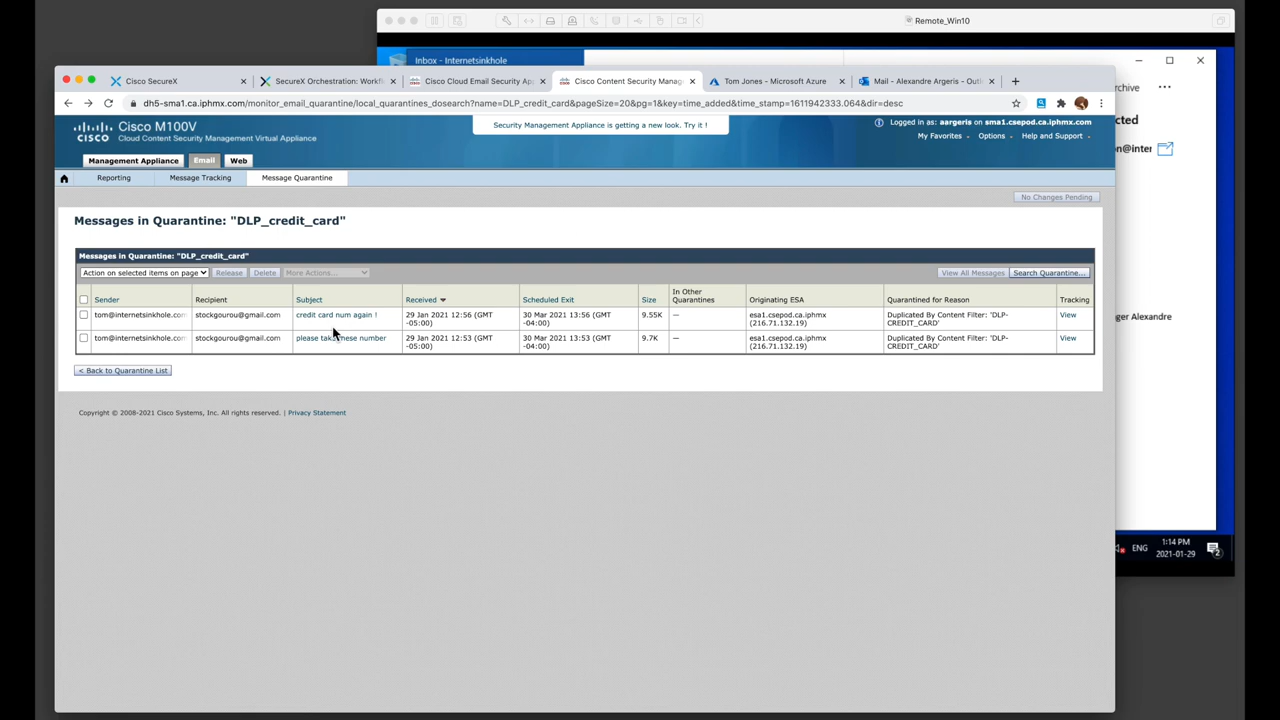 Remote_Win10
Inbox - Internetsinkhole
Cisco SecureX
SecureX Orchestration: Workfl
Cisco Cloud Email Security Ap
Cisco Content Security Manag
Tom Jones - Microsoft Azure
Mail - Alexandre Argeris - Outl
dh5-sma1.ca.iphmx.com/monitor_email_quarantine/local_quarantines_dosearch?name=DLP_credit_card&pageSize=20&pg=1&key=time_added&time_stamp=1611942333.064&dir=desc
CISCO
Cisco M100V
Cloud Content Security Management Virtual Appliance
Security Management Appliance is getting a new look. Try it !
Logged in as: aargeris on sma1.csepod.ca.iphmx.com
My Favorites
Options
Help and Support
Management Appliance
Email
Web
Reporting
Message Tracking
Message Quarantine
No Changes Pending
Messages in Quarantine: "DLP_credit_card"
Messages in Quarantine: "DLP_credit_card"
Action on selected items on page
Release
Delete
More Actions...
View All Messages
Search Quarantine...
Sender
Recipient
Subject
Received
Scheduled Exit
Size
In Other
Quarantines
Originating ESA
Quarantined for Reason
Tracking
tom@internetsinkhole.com
stockgourou@gmail.com
credit card num again !
29 Jan 2021 12:56 (GMT
-05:00)
30 Mar 2021 13:56 (GMT
-04:00)
9.55K
—
esa1.csepod.ca.iphmx
(216.71.132.19)
Duplicated By Content Filter: 'DLP-
CREDIT_CARD'
View
tom@internetsinkhole.com
stockgourou@gmail.com
please take these number
29 Jan 2021 12:53 (GMT
-05:00)
30 Mar 2021 13:53 (GMT
-04:00)
9.7K
—
esa1.csepod.ca.iphmx
(216.71.132.19)
Duplicated By Content Filter: 'DLP-
CREDIT_CARD'
View
< Back to Quarantine List
Copyright © 2008-2021 Cisco Systems, Inc. All rights reserved. | Privacy Statement
rchive
cted
on@inter
ger Alexandre
ENG
1:14 PM
2021-01-29
2